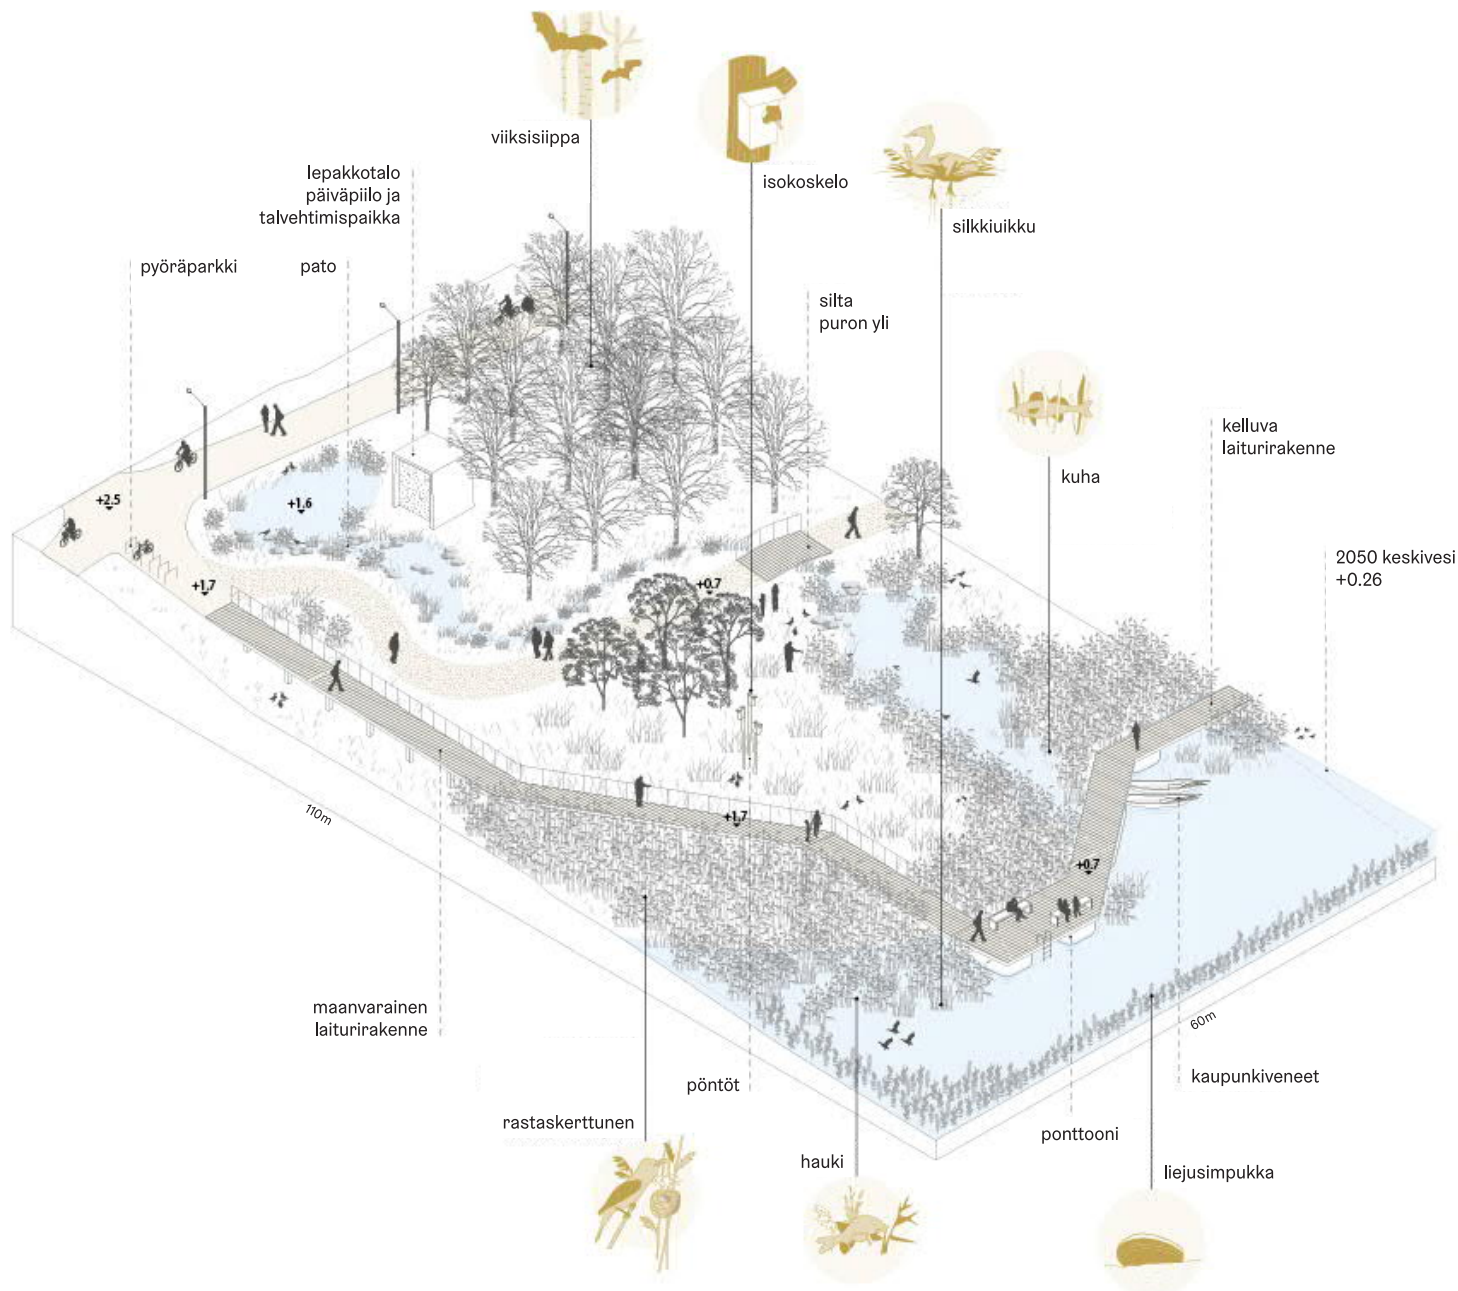 viiksisiippa
isokoskelo
silkkiuikku
lepakkotalo
päiväpiilo ja
talvehtimispaikka
pyöräparkki
pato
silta
puron yli
kuha
kelluva
laiturirakenne
2050 keskivesi
+0.26
+2.5
+1.6
+1.7
+0.7
110m
+1.7
+0.7
maanvarainen
laiturirakenne
60m
pöntöt
kaupunkiveneet
rastaskerttunen
ponttooni
hauki
liejusimpukka